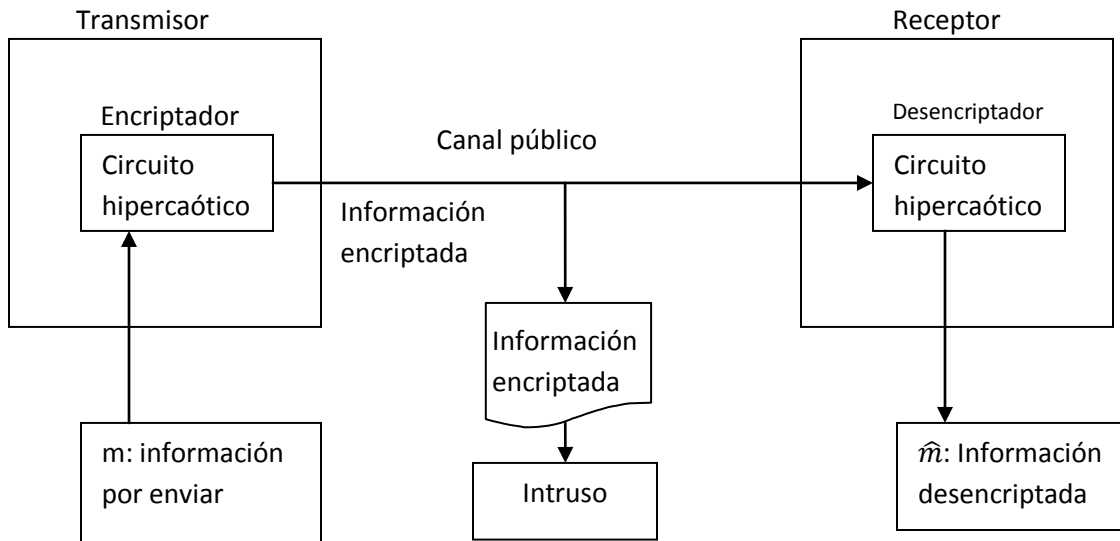 Transmisor
Receptor
Encriptador
Circuito
hipercaótico
Canal público
Información
encriptada
Desencriptador
Circuito
hipercaótico
Información
encriptada
m: información
por enviar
Intruso
m̂: Información
desencriptada